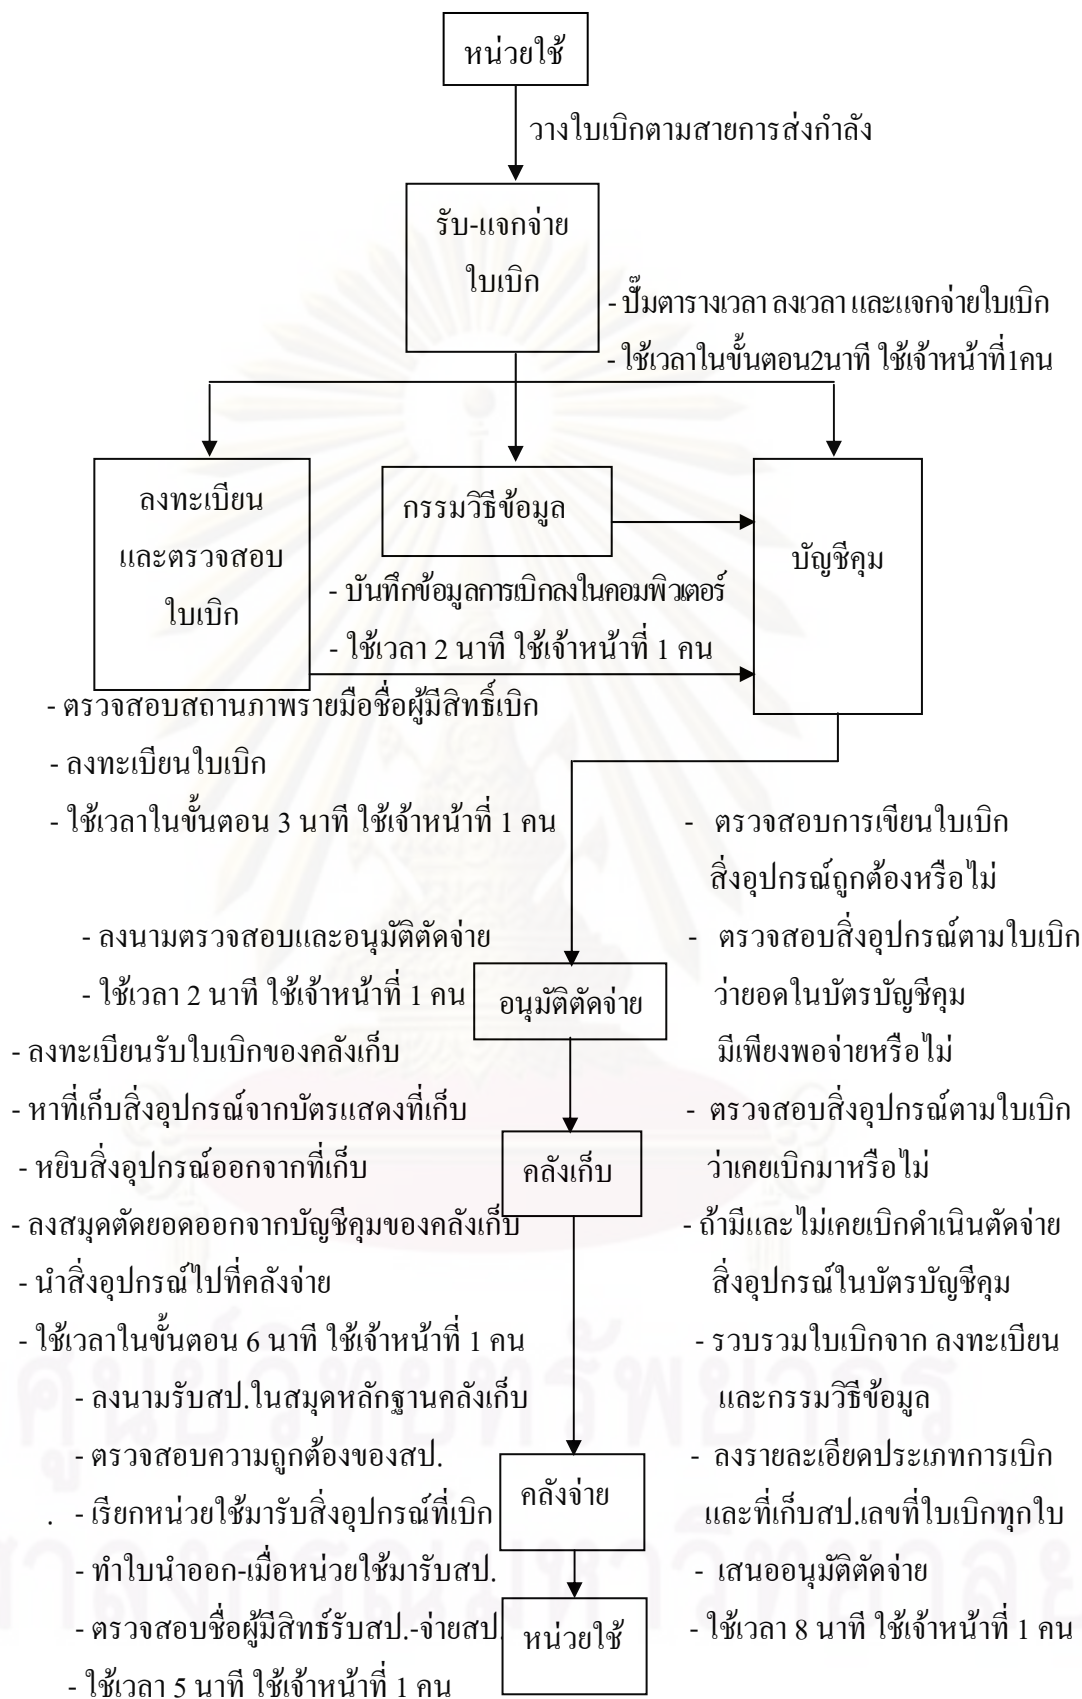 หน่วยใช้
วางใบเบิกตามสายการส่งกำลัง
รับ-แจกจ่าย
ใบเบิก
- ปั๊มตารางเวลา ลงเวลา และแจกจ่ายใบเบิก
- ใช้เวลาในขั้นตอน2นาที ใช้เจ้าหน้าที่1คน
ลงทะเบียน
และตรวจสอบ
ใบเบิก
กรรมวิธีข้อมูล
บัญชีคุม
- บันทึกข้อมูลการเบิกลงในคอมพิวเตอร์
- ใช้เวลา 2 นาที ใช้เจ้าหน้าที่ 1 คน
- ตรวจสอบสถานภาพรายมือชื่อผู้มีสิทธิ์เบิก
- ลงทะเบียนใบเบิก
- ใช้เวลาในขั้นตอน 3 นาที ใช้เจ้าหน้าที่ 1 คน
- ตรวจสอบการเขียนใบเบิก
สิ่งอุปกรณ์ถูกต้องหรือไม่
- ตรวจสอบสิ่งอุปกรณ์ตามใบเบิก
ว่ายอดในบัตรบัญชีคุม
มีเพียงพอจ่ายหรือไม่
- ตรวจสอบสิ่งอุปกรณ์ตามใบเบิก
ว่าเคยเบิกมาหรือไม่
- ถ้ามีและไม่เคยเบิกดำเนินตัดจ่าย
สิ่งอุปกรณ์ในบัตรบัญชีคุม
- รวบรวมใบเบิกจาก ลงทะเบียน
และกรรมวิธีข้อมูล
- ลงรายละเอียดประเภทการเบิก
และที่เก็บสป.เลขที่ใบเบิกทุกใบ
- เสนออนุมัติตัดจ่าย
- ใช้เวลา 8 นาที ใช้เจ้าหน้าที่ 1 คน
- ลงนามตรวจสอบและอนุมัติตัดจ่าย
- ใช้เวลา 2 นาที ใช้เจ้าหน้าที่ 1 คน
อนุมัติตัดจ่าย
- ลงทะเบียนรับใบเบิกของคลังเก็บ
- หาที่เก็บสิ่งอุปกรณ์จากบัตรแสดงที่เก็บ
- หยิบสิ่งอุปกรณ์ออกจากที่เก็บ
- ลงสมุดตัดยอดออกจากบัญชีคุมของคลังเก็บ
- นำสิ่งอุปกรณ์ไปที่คลังจ่าย
- ใช้เวลาในขั้นตอน 6 นาที ใช้เจ้าหน้าที่ 1 คน
คลังเก็บ
- ลงนามรับสป.ในสมุดหลักฐานคลังเก็บ
- ตรวจสอบความถูกต้องของสป.
. - เรียกหน่วยใช้มารับสิ่งอุปกรณ์ที่เบิก
- ทำใบนำออก-เมื่อหน่วยใช้มารับสป.
- ตรวจสอบชื่อผู้มีสิทธ์รับสป.-จ่ายสป.
- ใช้เวลา 5 นาที ใช้เจ้าหน้าที่ 1 คน
คลังจ่าย
หน่วยใช้
ศูนย์วิทยทรัพยากร
จุฬาลงกรณ์มหาวิทยาลัย